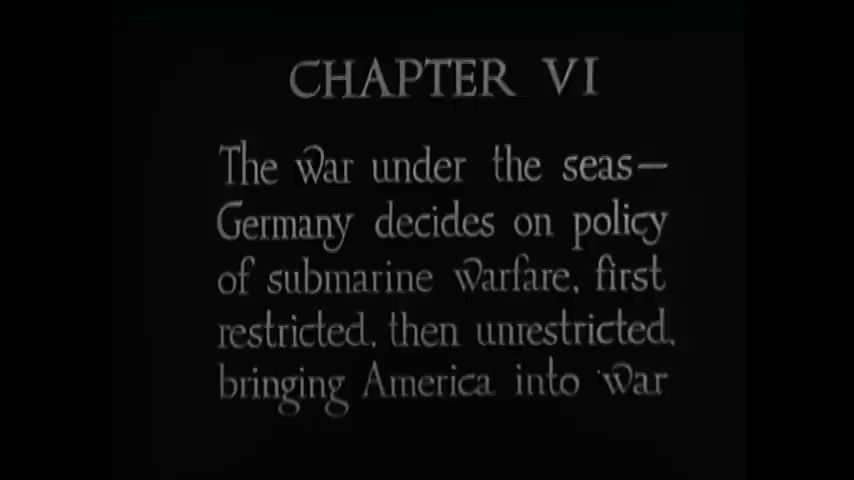 CHAPTER VI
The war under the seas—
Germany decides on policy
of submarine warfare, first
restricted, then unrestricted,
bringing America into war